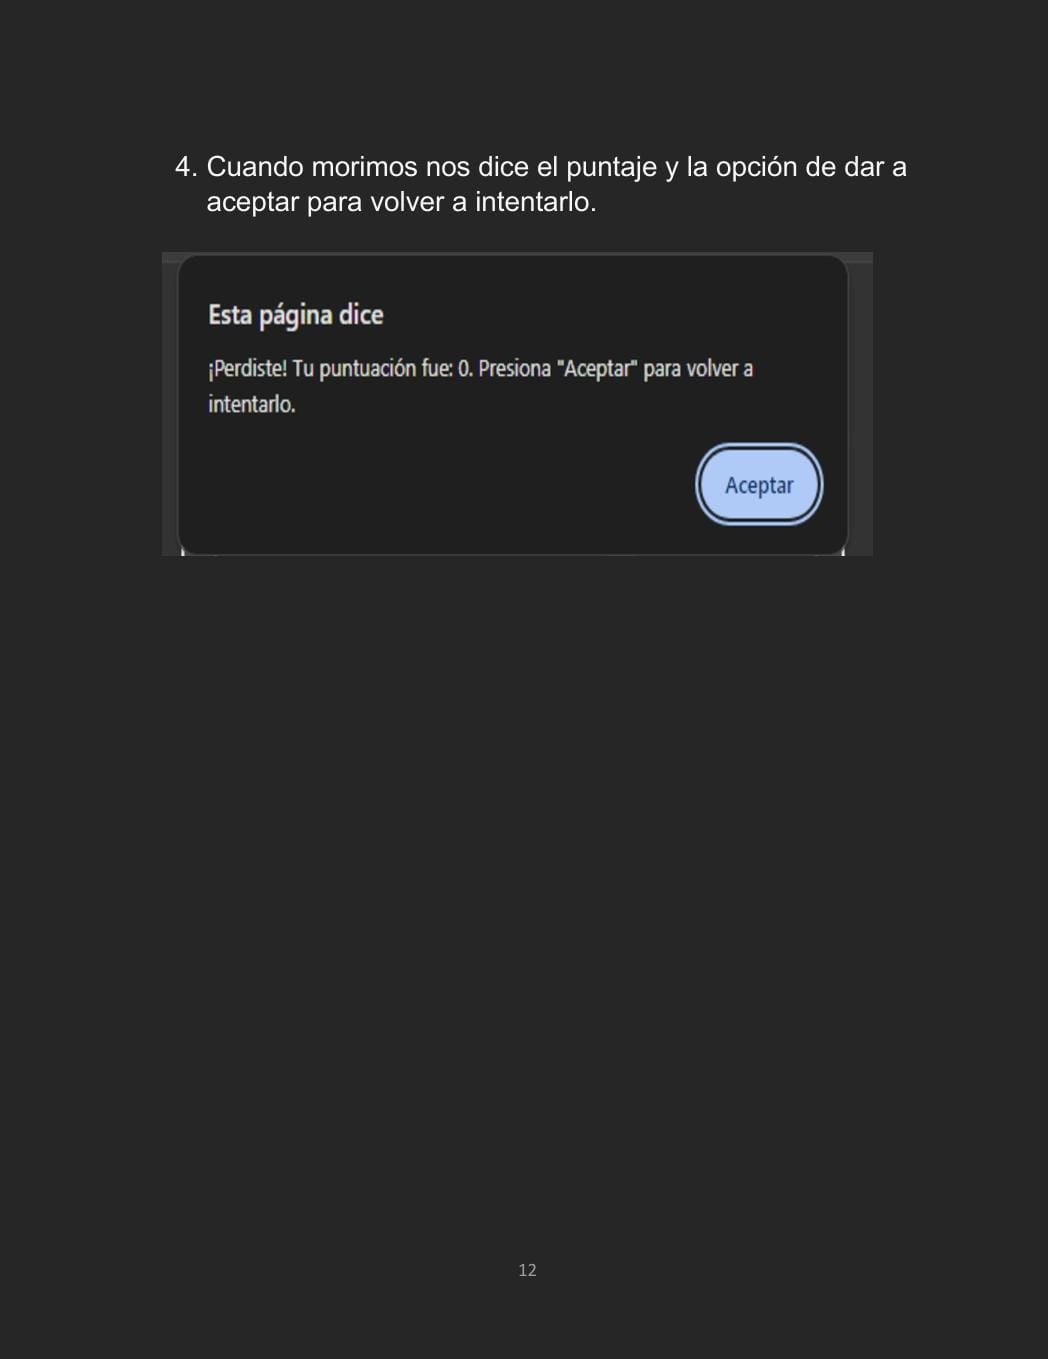 4. Cuando morimos nos dice el puntaje y la opción de dar a
aceptar para volver a intentarlo.
Esta página dice
¡Perdiste! Tu puntuación fue: 0. Presiona "Aceptar" para volver a
intentarlo.
Aceptar
12